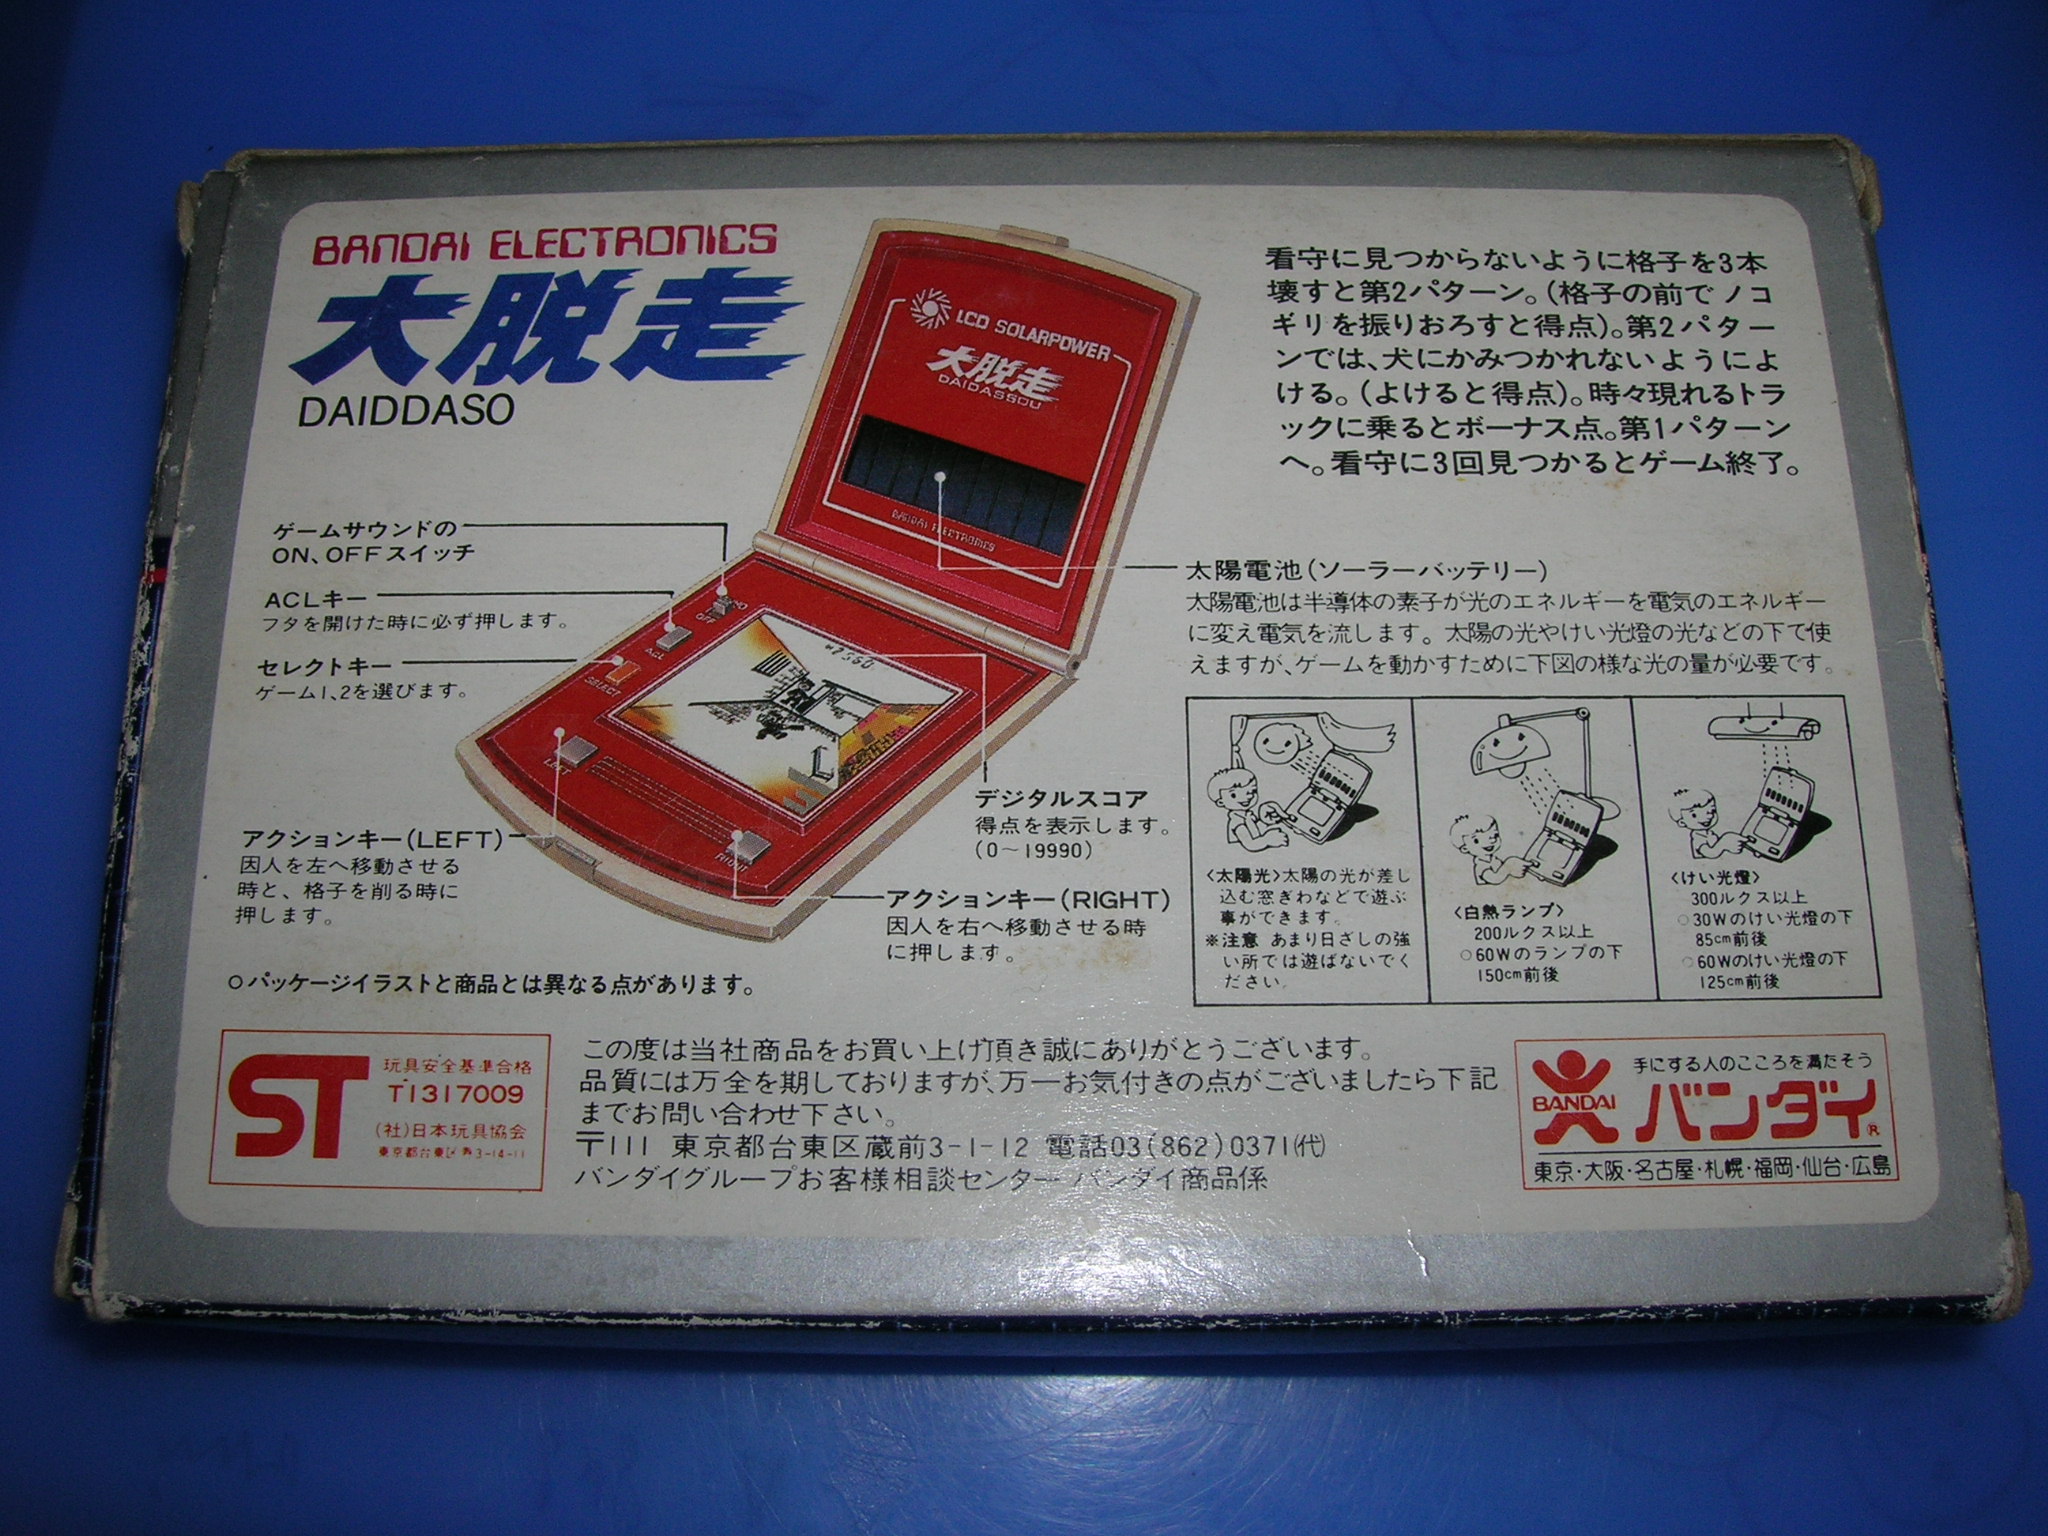 BANDAI ELECTRONICS
大脱走
DAIDDASO
LCD SOLARPOWER
大脱走
DAIDASSOU
BANDAI ELECTRONICS
看守に見つからないように格子を3本
壊すと第2パターン。(格子の前でノコ
ギリを振りおろすと得点)。第2パター
ンでは、犬にかみつかれないようによ
ける。(よけると得点)。時々現れるトラ
ックに乗るとボーナス点。第1パターン
へ。看守に3回見つかるとゲーム終了。
ゲームサウンドの
ON、OFFスイッチ
ACLキー
フタを開けた時に必ず押します。
セレクトキー
ゲーム1、2を選びます。
OFF
ACL
SELECT
LEFT
RIGHT
アクションキー(LEFT)
因人を左へ移動させる
時と、格子を削る時に
押します。
デジタルスコア
得点を表示します。
(0～19990)
アクションキー(RIGHT)
因人を右へ移動させる時
に押します。
○パッケージイラストと商品とは異なる点があります。
太陽電池(ソーラーバッテリー)
太陽電池は半導体の素子が光のエネルギーを電気のエネルギー
に変え電気を流します。太陽の光やけい光燈の光などの下で使
えますが、ゲームを動かすために下図の様な光の量が必要です。
〈太陽光〉太陽の光が差し
込む窓ぎわなどで遊ぶ
事ができます。
※注意 あまり日ざしの強
い所では遊ばないでく
ださい。
〈白熱ランプ〉
200ルクス以上
○60Wのランプの下
150cm前後
〈けい光燈〉
300ルクス以上
○30Wのけい光燈の下
85cm前後
○60Wのけい光燈の下
125cm前後
ST
玩具安全基準合格
T1317009
(社)日本玩具協会
東京都台東区寿3-14-11
この度は当社商品をお買い上げ頂き誠にありがとうございます。
品質には万全を期しておりますが、万一お気付きの点がございましたら下記
までお問い合わせ下さい。
〒111 東京都台東区蔵前3-1-12 電話03(862)0371(代)
バンダイグループお客様相談センター バンダイ商品係
手にする人のこころを満たそう
BANDAI
バンダイ®
東京・大阪・名古屋・札幌・福岡・仙台・広島